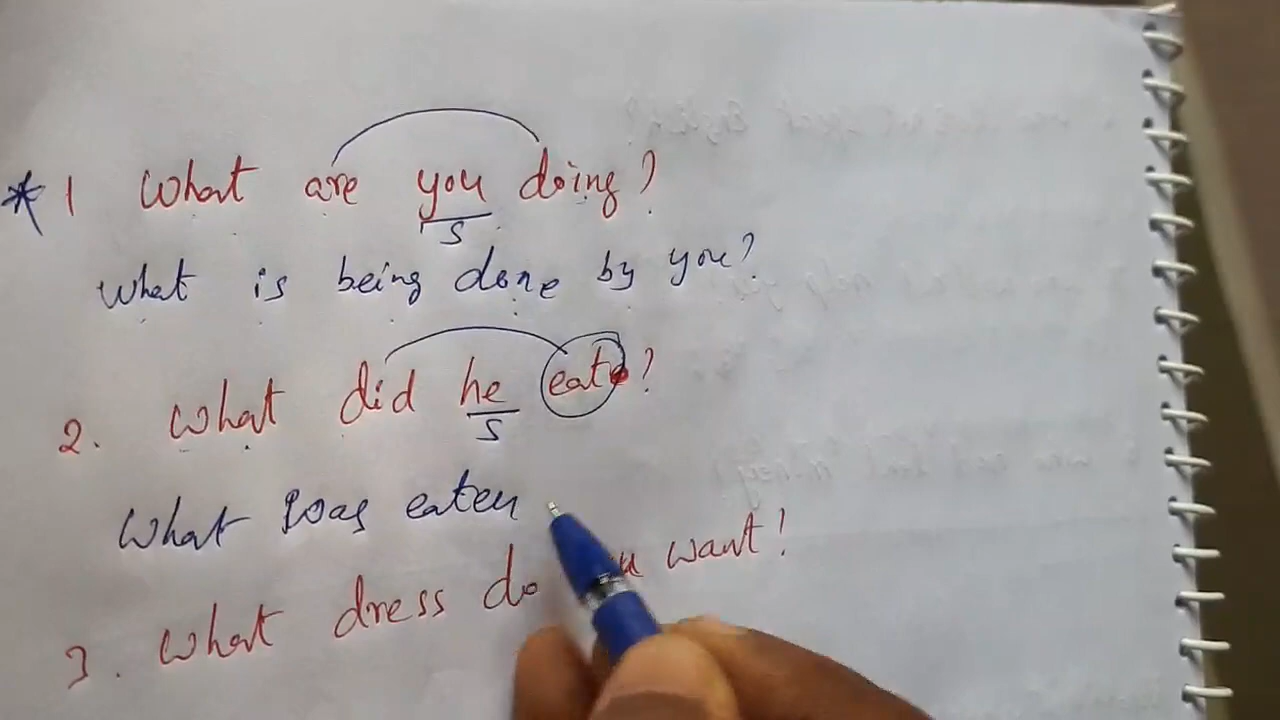 * 1 What are you doing?
S
What is being done by you?
2. What did he eat?
S
What was eaten
3. What dress do want!